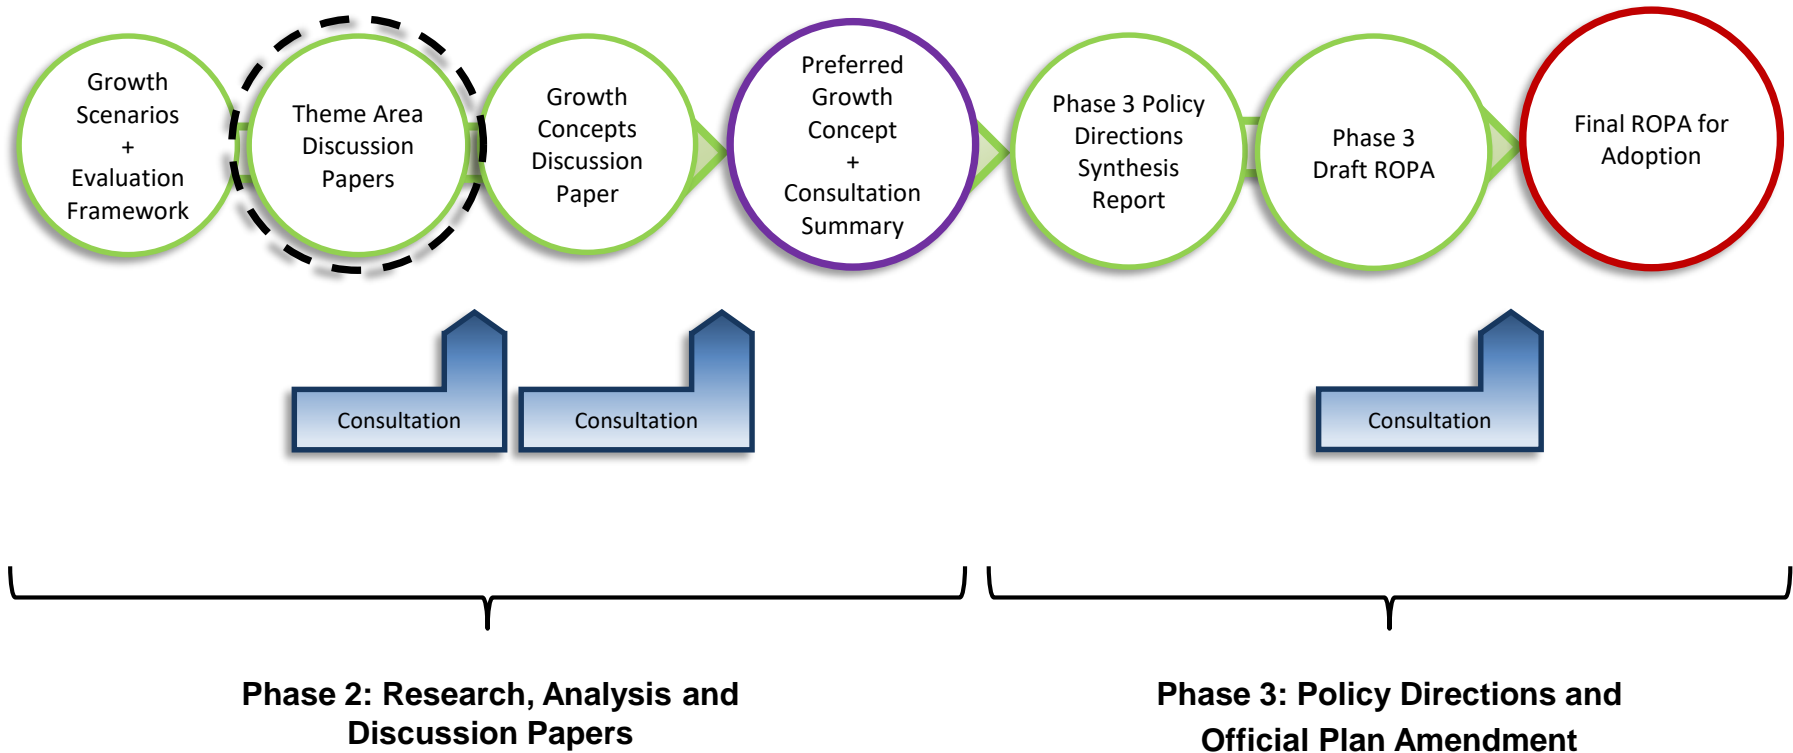 Growth
Scenarios
+
Evaluation
Framework
Theme Area
Discussion
Papers
Growth
Concepts
Discussion
Paper
Preferred
Growth
Concept
+
Consultation
Summary
Phase 3 Policy
Directions
Synthesis
Report
Phase 3
Draft ROPA
Final ROPA for
Adoption
Consultation
Consultation
Consultation
Phase 2: Research, Analysis and
Discussion Papers
Phase 3: Policy Directions and
Official Plan Amendment